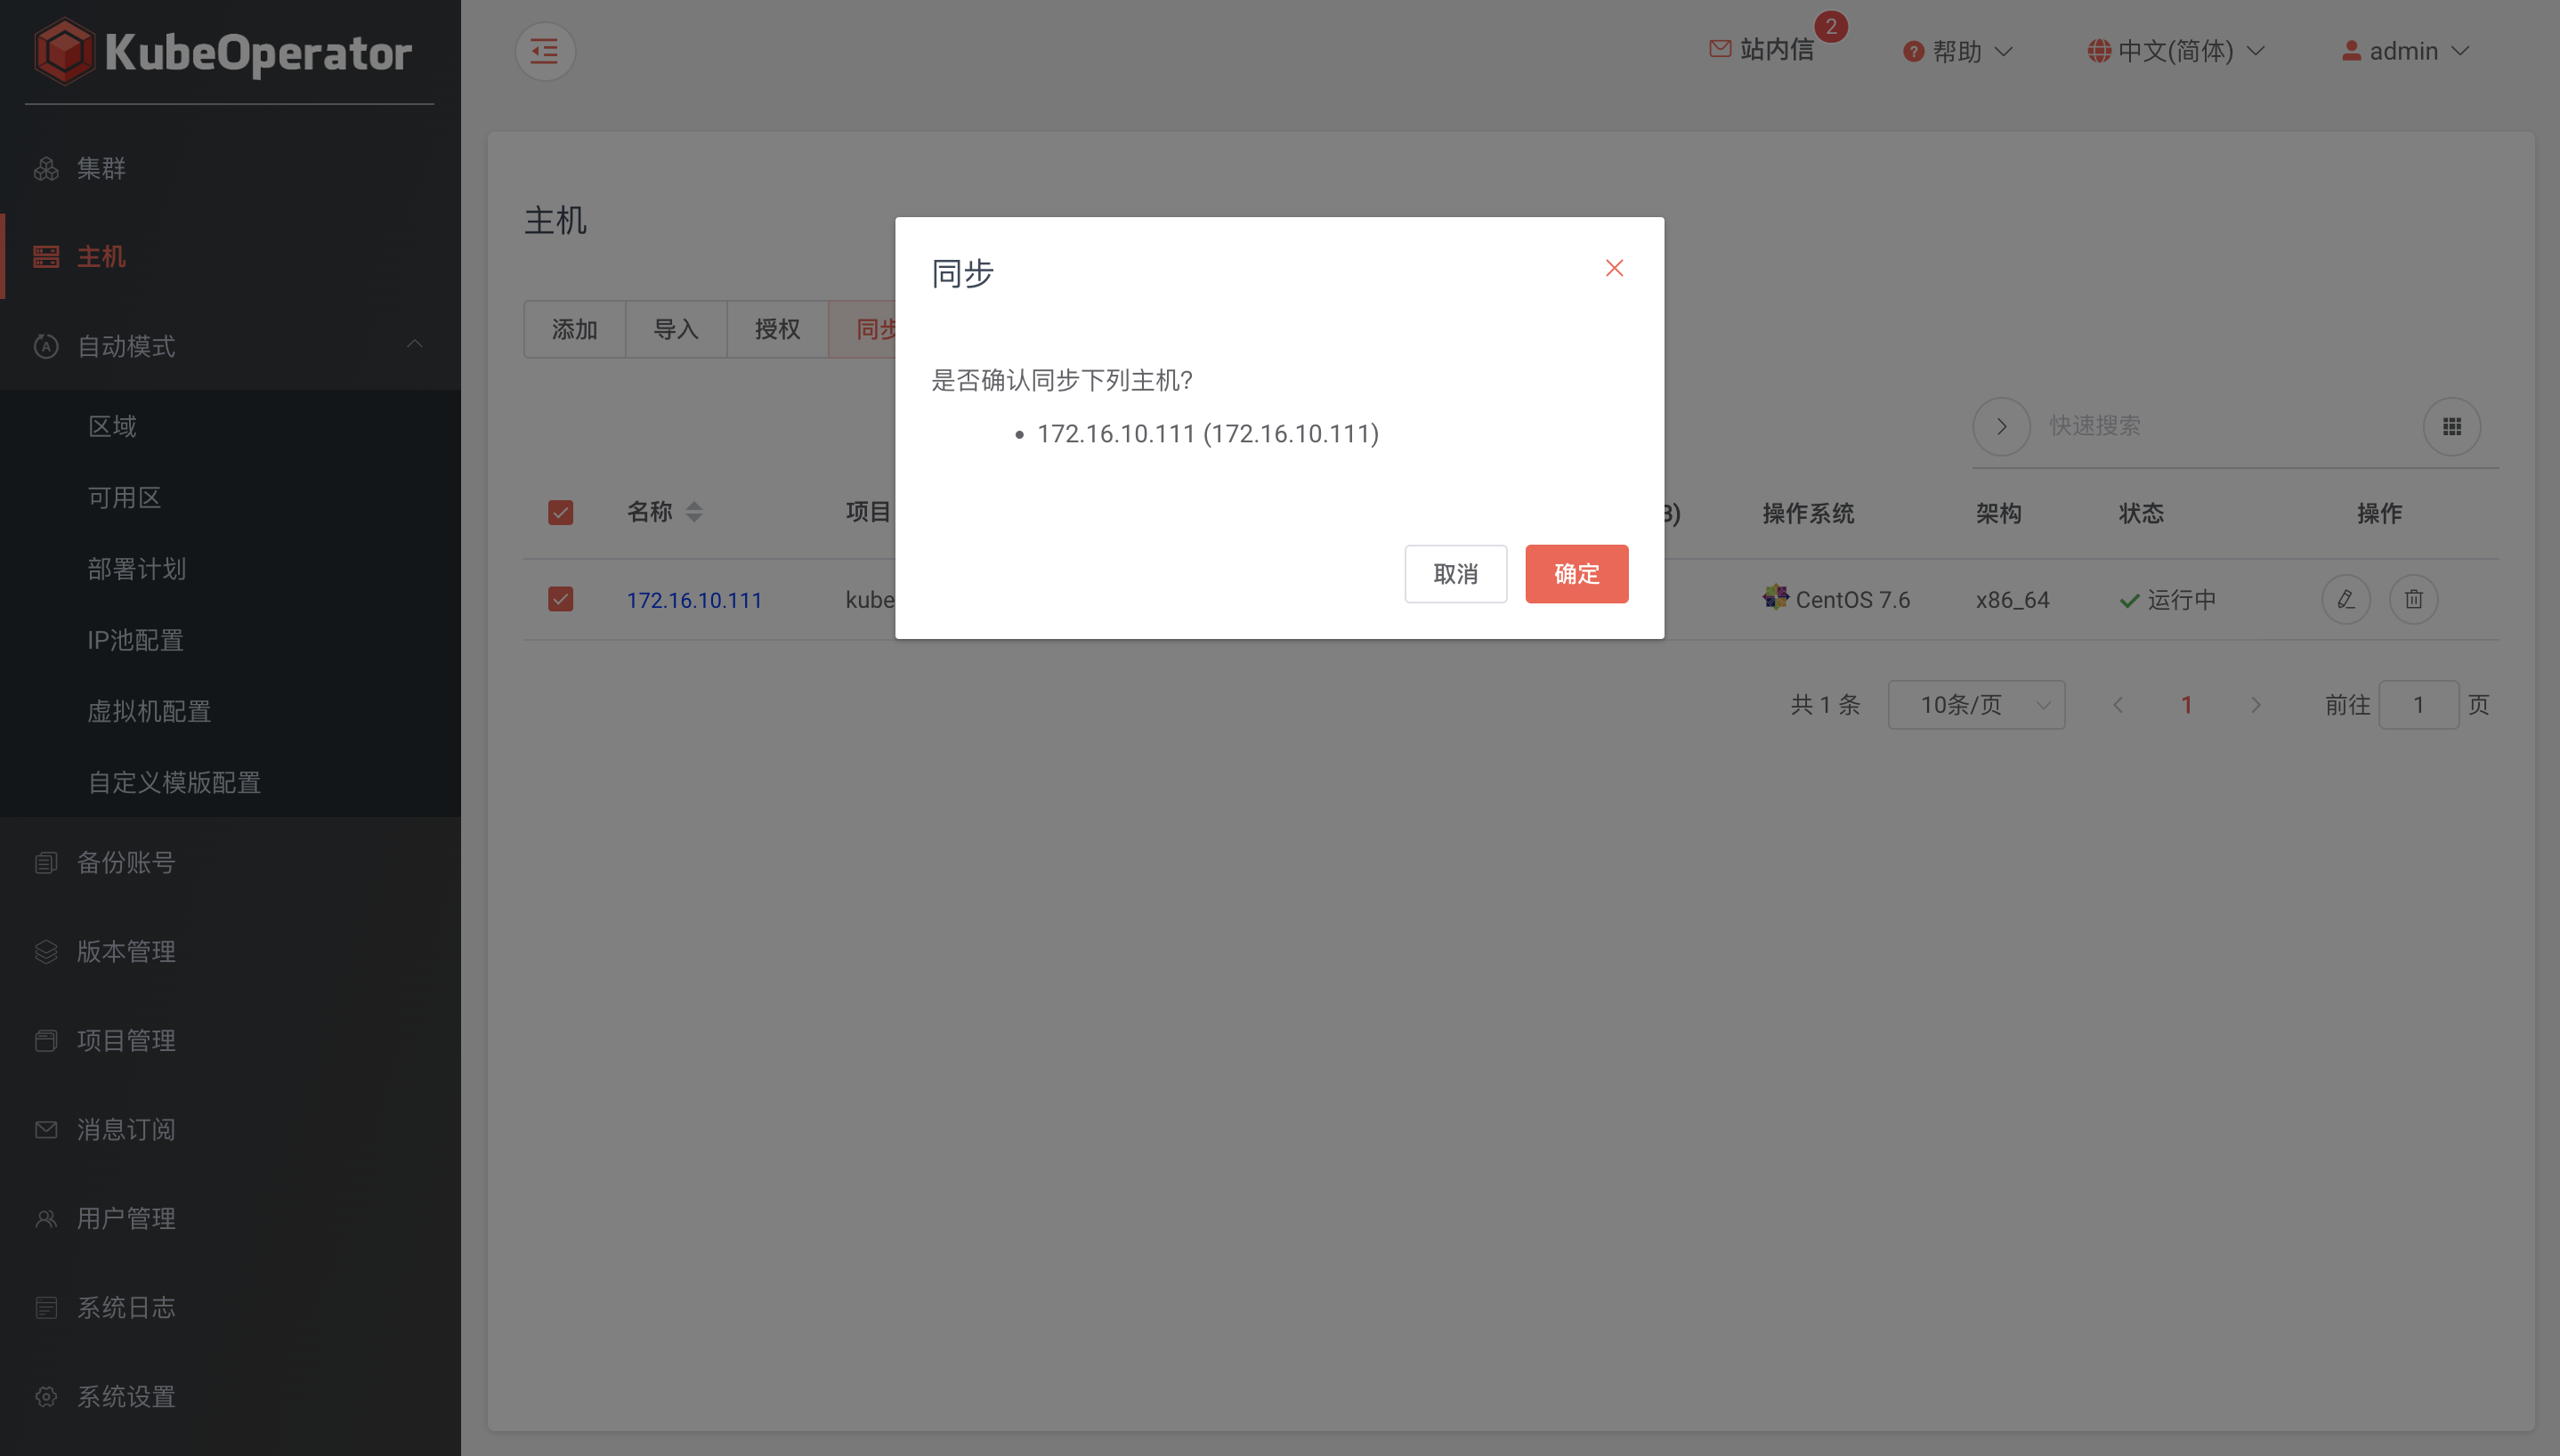 KubeOperator
站内信
2
帮助
中文(简体)
admin
集群
主机
自动模式
区域
可用区
部署计划
IP池配置
虚拟机配置
自定义模版配置
备份账号
版本管理
项目管理
消息订阅
用户管理
系统日志
系统设置
主机
添加
导入
授权
同步
快速搜索
名称
项目
B)
操作系统
架构
状态
操作
172.16.10.111
kube
CentOS 7.6
x86_64
运行中
共 1 条
10条/页
1
前往
1
页
同步
是否确认同步下列主机?
• 172.16.10.111 (172.16.10.111)
取消
确定